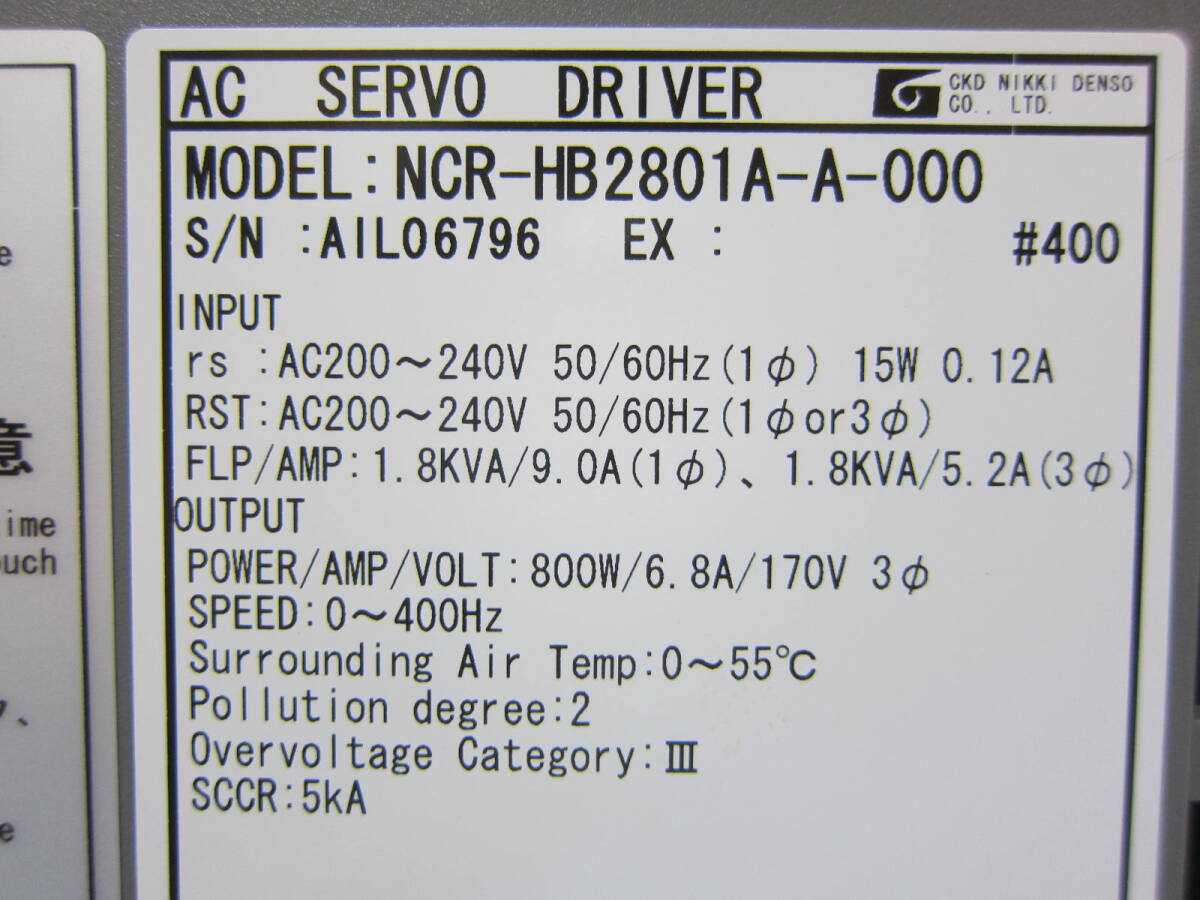 AC SERVO DRIVER
CKD NIKKI DENSO
CO., LTD.
MODEL:NCR-HB2801A-A-000
S/N :AIL06796 EX : #400
INPUT
rs :AC200～240V 50/60Hz(1φ) 15W 0.12A
RST:AC200～240V 50/60Hz(1φor3φ)
FLP/AMP:1.8KVA/9.0A(1φ)、1.8KVA/5.2A(3φ)
OUTPUT
POWER/AMP/VOLT:800W/6.8A/170V 3φ
SPEED:0～400Hz
Surrounding Air Temp:0～55℃
Pollution degree:2
Overvoltage Category:Ⅲ
SCCR:5kA